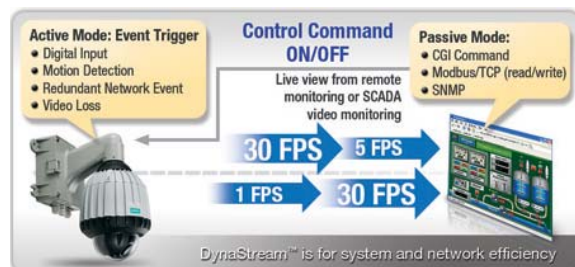 Active Mode: Event Trigger
• Digital Input
• Motion Detection
• Redundant Network Event
• Video Loss
Control Command
ON/OFF
Live view from remote
monitoring or SCADA
video monitoring
Passive Mode:
• CGI Command
• Modbus/TCP (read/write)
• SNMP
30 FPS
5 FPS
1 FPS
30 FPS
DynaStream™ is for system and network efficiency